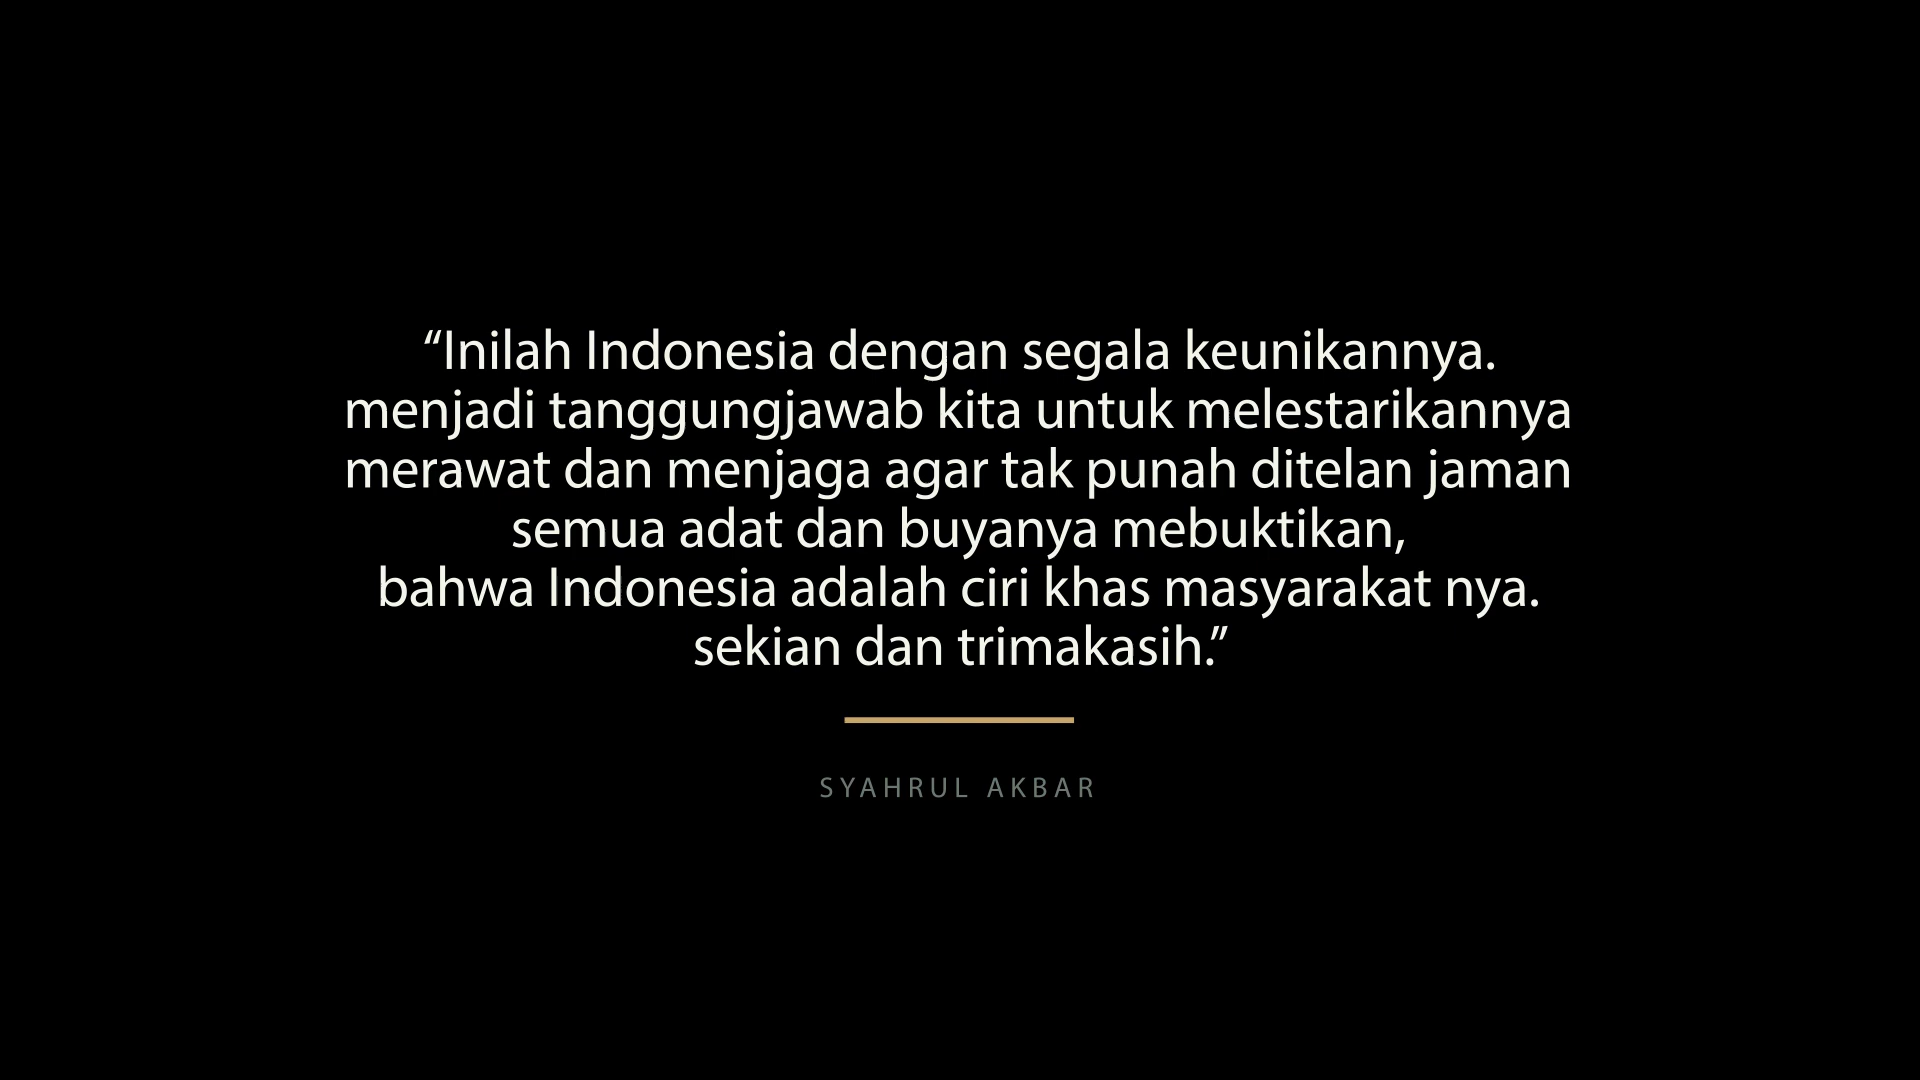 “Inilah Indonesia dengan segala keunikannya.
menjadi tanggungjawab kita untuk melestarikannya
merawat dan menjaga agar tak punah ditelan jaman
semua adat dan buyanya mebuktikan,
bahwa Indonesia adalah ciri khas masyarakat nya.
sekian dan trimakasih.”
SYAHRUL AKBAR